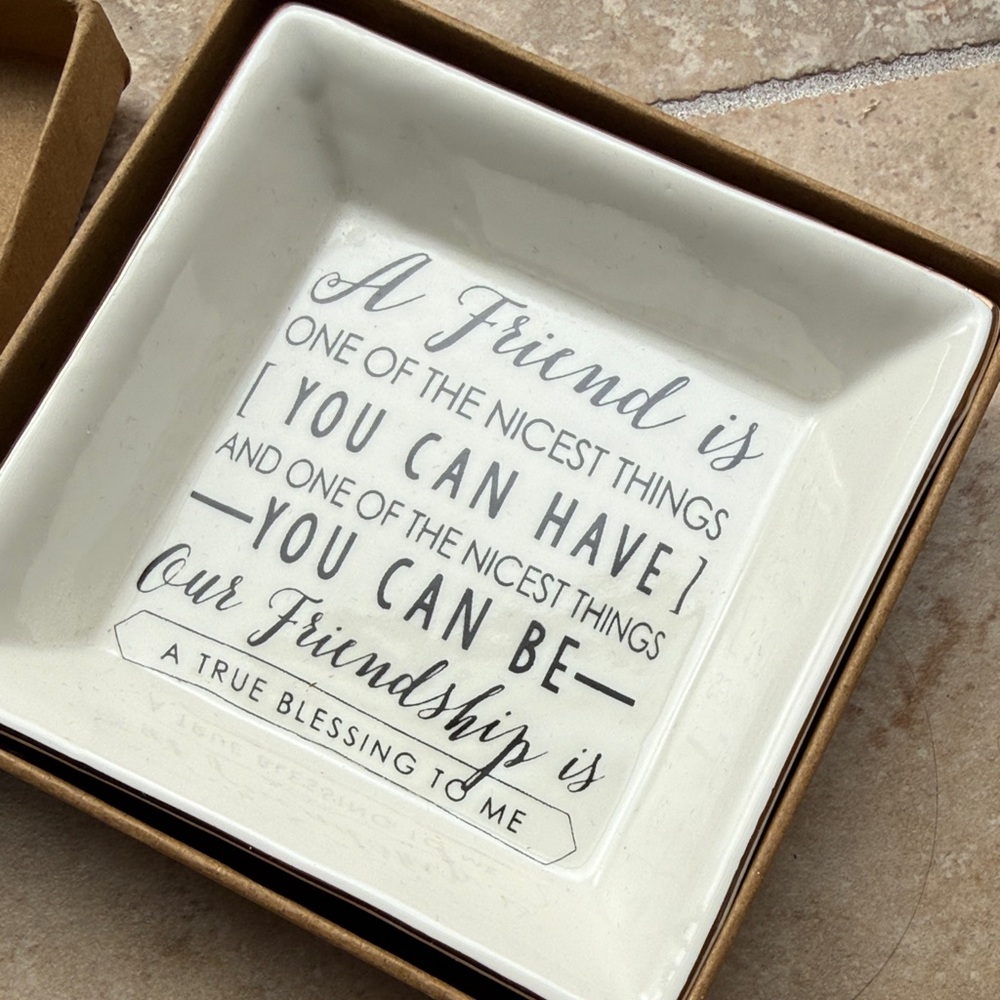 A Friend is
ONE OF THE NICEST THINGS
[ YOU CAN HAVE ]
AND ONE OF THE NICEST THINGS
—YOU CAN BE—
Our Friendship is
A TRUE BLESSING TO ME